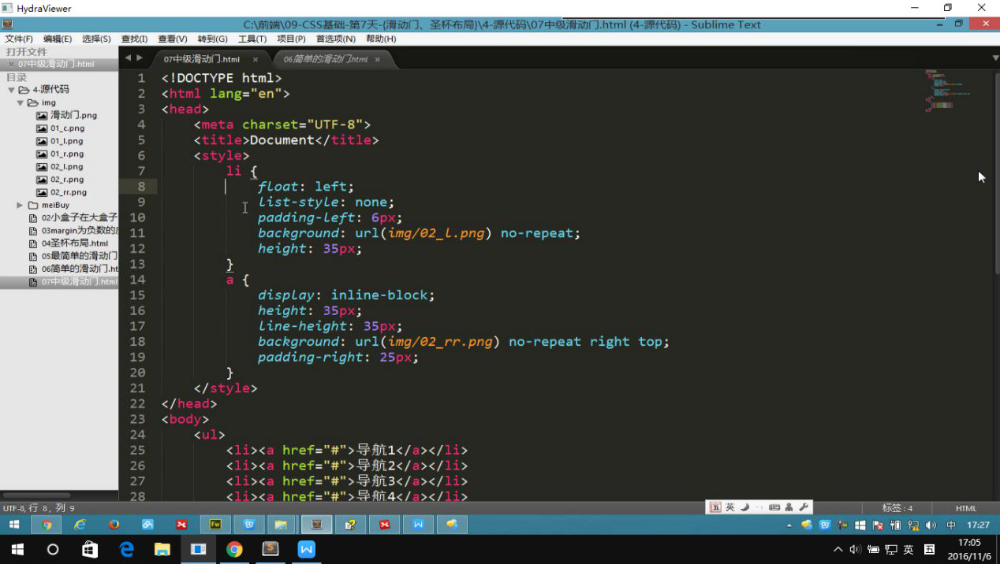 HydraViewer
C:\前端\09-CSS基础-第7天-{滑动门、圣杯布局)\4-源代码\07中级滑动门.html (4-源代码) - Sublime Text
文件(F) 编辑(E) 选择(S) 查找(I) 查看(V) 转到(G) 工具(T) 项目(P) 首选项(N) 帮助(H)
打开文件
07中级滑动门.html
目录
4-源代码
img
滑动门.png
01_c.png
01_l.png
01_r.png
02_l.png
02_r.png
02_rr.png
meiBuy
02小盒子在大盒子
03margin为负数的
04圣杯布局.html
05最简单的滑动门
06简单的滑动门.ht
07中级滑动门.html
07中级滑动门.html × 06简单的滑动门.html ×
1 <!DOCTYPE html>
2 <html lang="en">
3 <head>
4 <meta charset="UTF-8">
5 <title>Document</title>
6 <style>
7 li {
8 float: left;
9 list-style: none;
10 padding-left: 6px;
11 background: url(img/02_l.png) no-repeat;
12 height: 35px;
13 }
14 a {
15 display: inline-block;
16 height: 35px;
17 line-height: 35px;
18 background: url(img/02_rr.png) no-repeat right top;
19 padding-right: 25px;
20 }
21 </style>
22 </head>
23 <body>
24 <ul>
25 <li><a href="#">导航1</a></li>
26 <li><a href="#">导航2</a></li>
27 <li><a href="#">导航3</a></li>
28 <li><a href="#">导航4</a></li>
UTF-8, 行 8, 列 9
五 英
标签: 4 HTML
Fw
中 17:27
英 五
17:05
2016/11/6